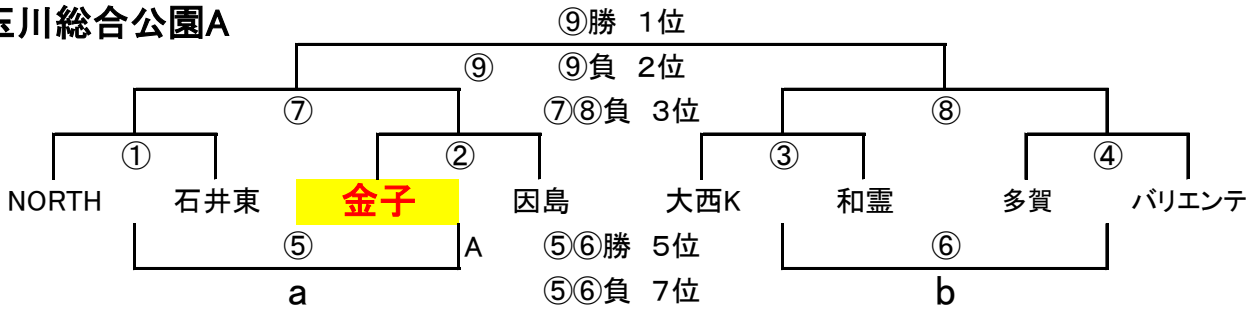 玉川総合公園A
⑨勝 1位
⑨ ⑨負 2位
⑦ ⑦⑧負 3位 ⑧
① ② ③ ④
NORTH 石井東 金子 因島 大西K 和霊 多賀 バリエンテ
⑤ A ⑤⑥勝 5位 ⑥
a ⑤⑥負 7位 b